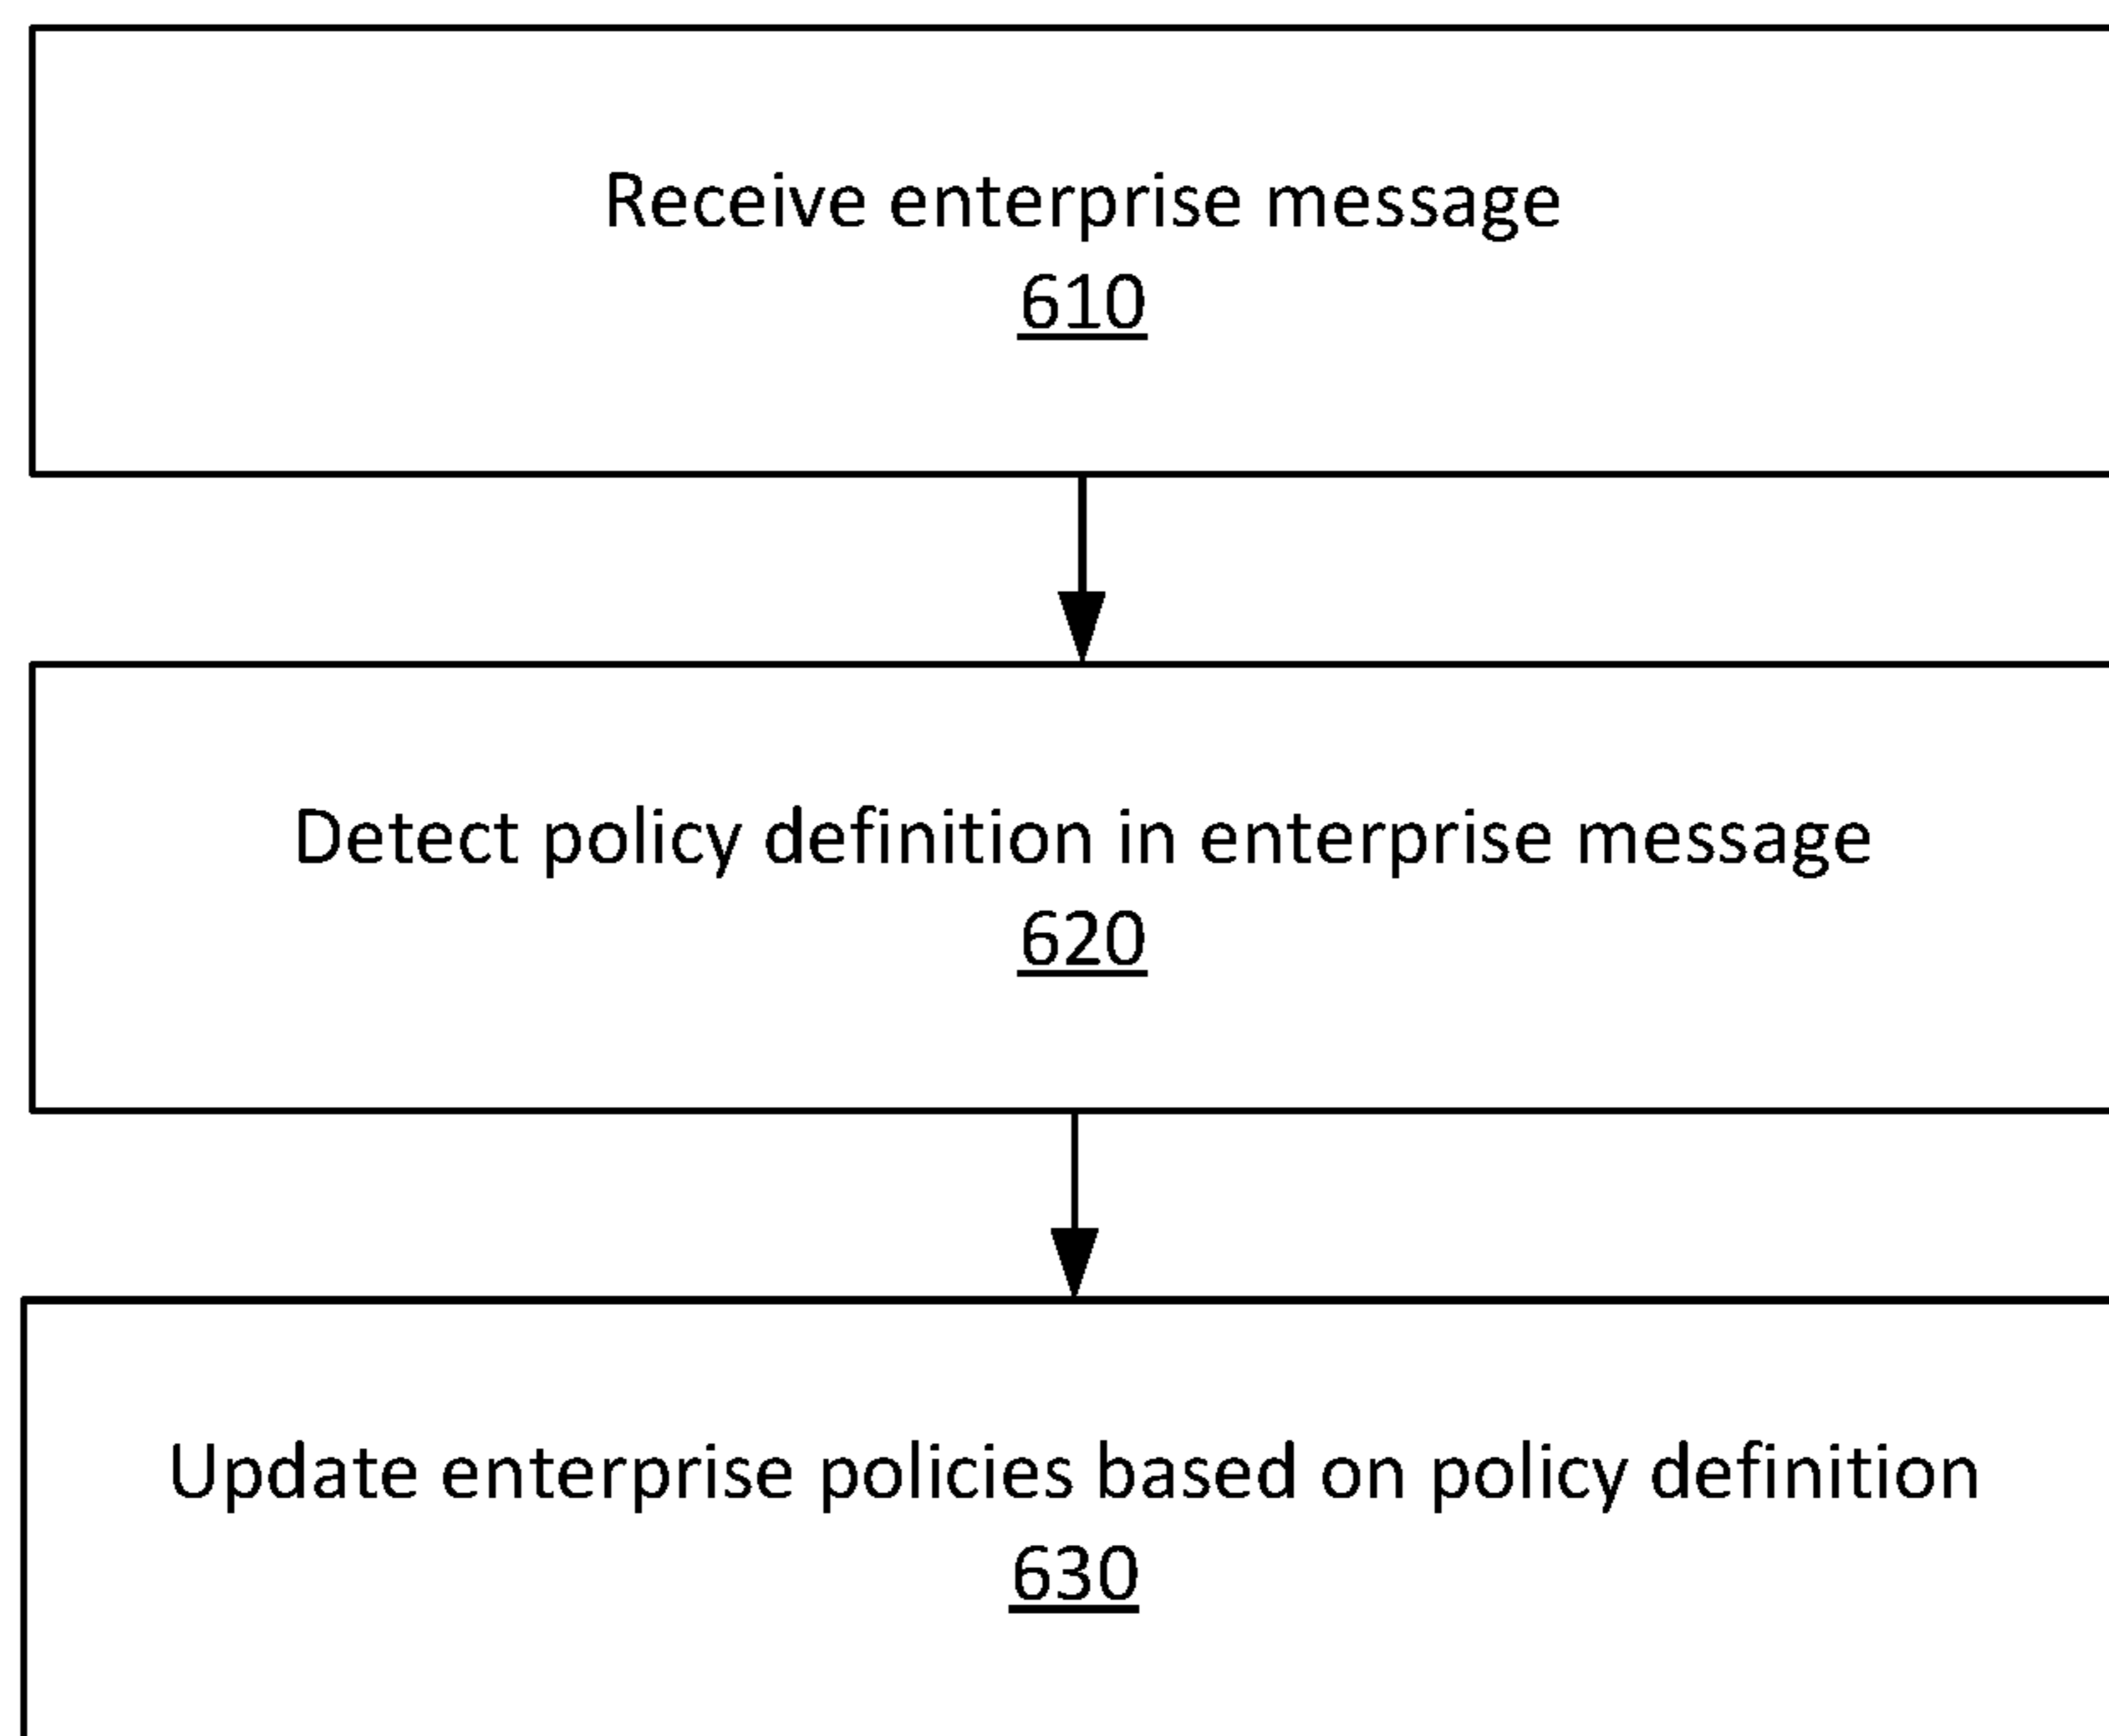 Receive enterprise message
610
Detect policy definition in enterprise message
620
Update enterprise policies based on policy definition
630